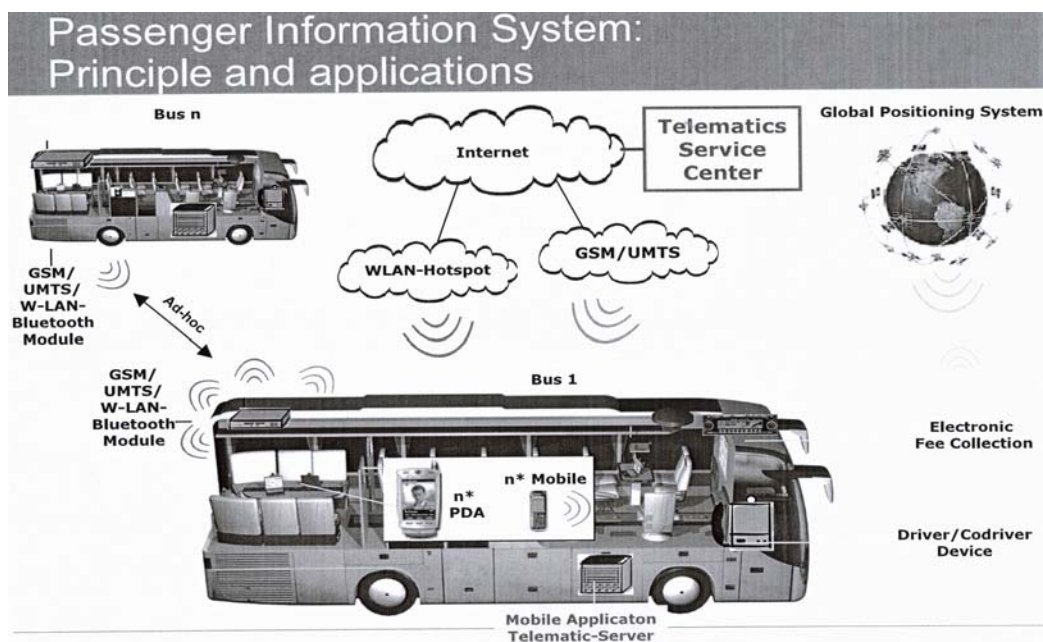 Passenger Information System:
Principle and applications
Bus n
Internet
Telematics
Service
Center
Global Positioning System
WLAN-Hotspot
GSM/UMTS
GSM/
UMTS/
W-LAN-
Bluetooth
Module
Ad-hoc
GSM/
UMTS/
W-LAN-
Bluetooth
Module
Bus 1
Electronic
Fee Collection
n*
PDA
n* Mobile
Driver/Codriver
Device
Mobile Applicaton
Telematic-Server